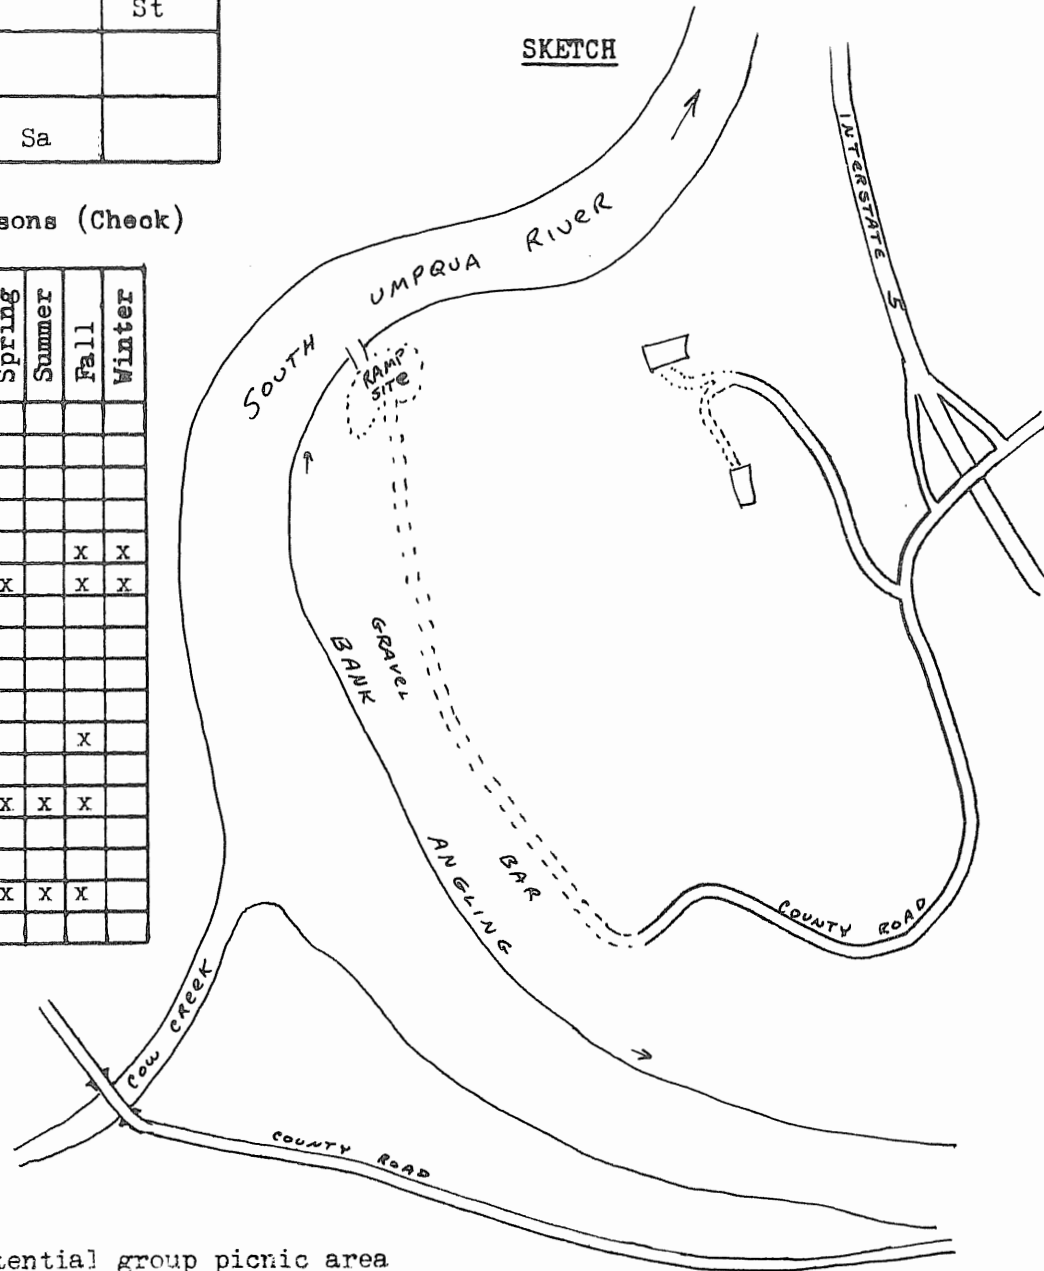 St
Sa
SKETCH
sons (Check)
Spring
Summer
Fall
Winter
x x
x x x
x
x x x
x x x
SOUTH UMPQUA RIVER
INTERSTATE 5
RAMP
SITE
GRAVEL BAR
BANK ANGLING
COUNTY ROAD
COW CREEK
COUNTY ROAD
tential group picnic area